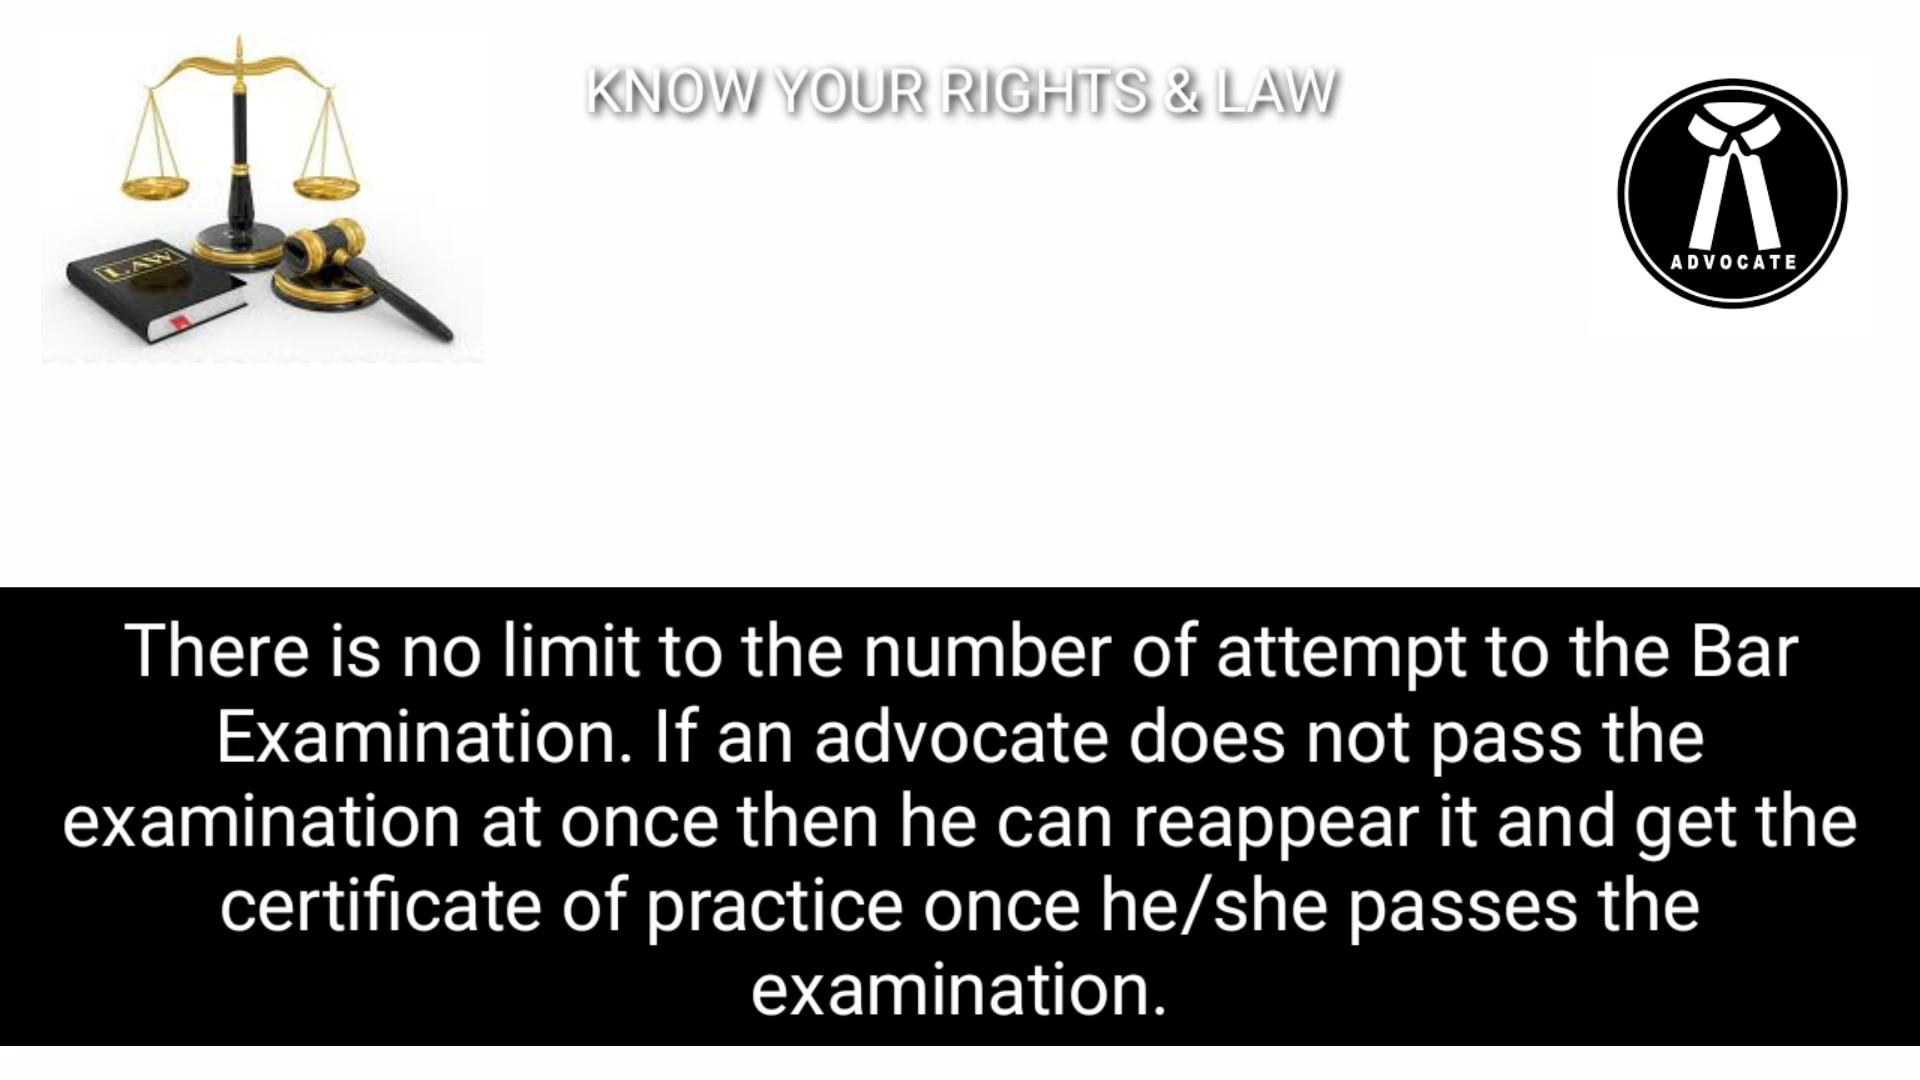 KNOW YOUR RIGHTS & LAW
LAW
ADVOCATE
There is no limit to the number of attempt to the Bar
Examination. If an advocate does not pass the
examination at once then he can reappear it and get the
certificate of practice once he/she passes the
examination.